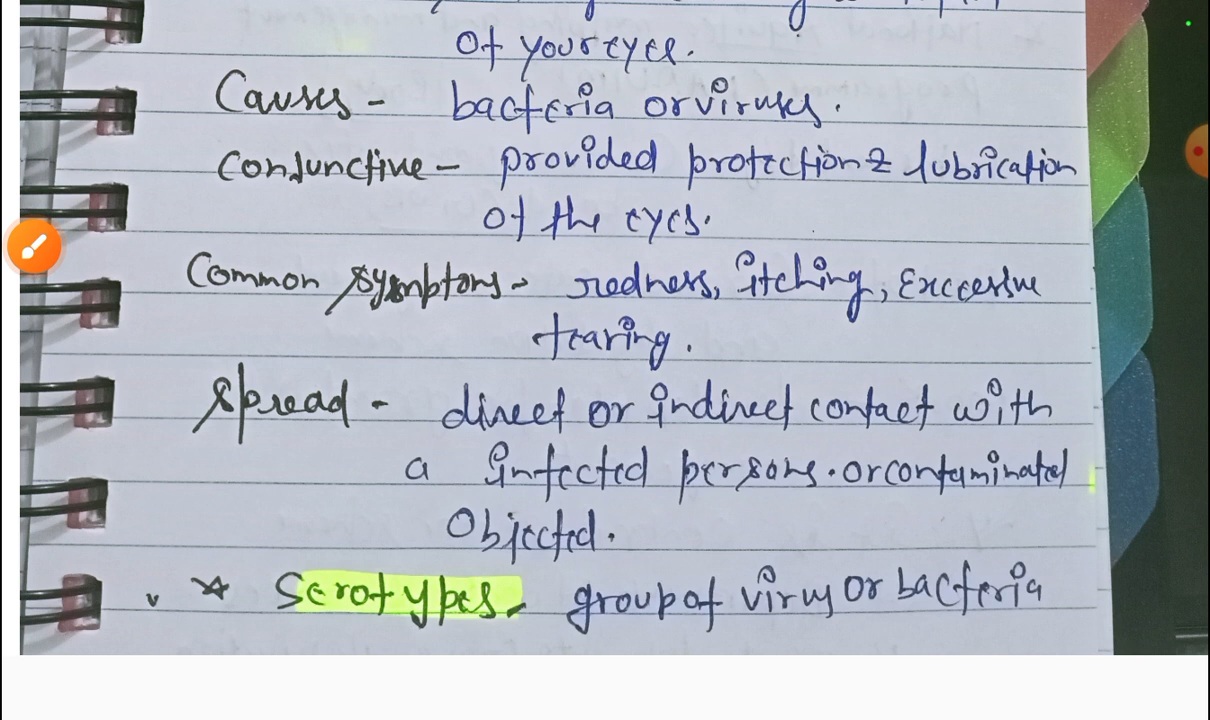 of your eyes.
Causes - bacteria or viruses.
Conjunctive - provided protection & lubrication
of the eyes.
Common symptons - redness, itching, Excessive
tearing.
Spread - direct or indirect contact with
a infected persons. or contaminated
Objected.
☆ Serotypes - group of virus or bacteria